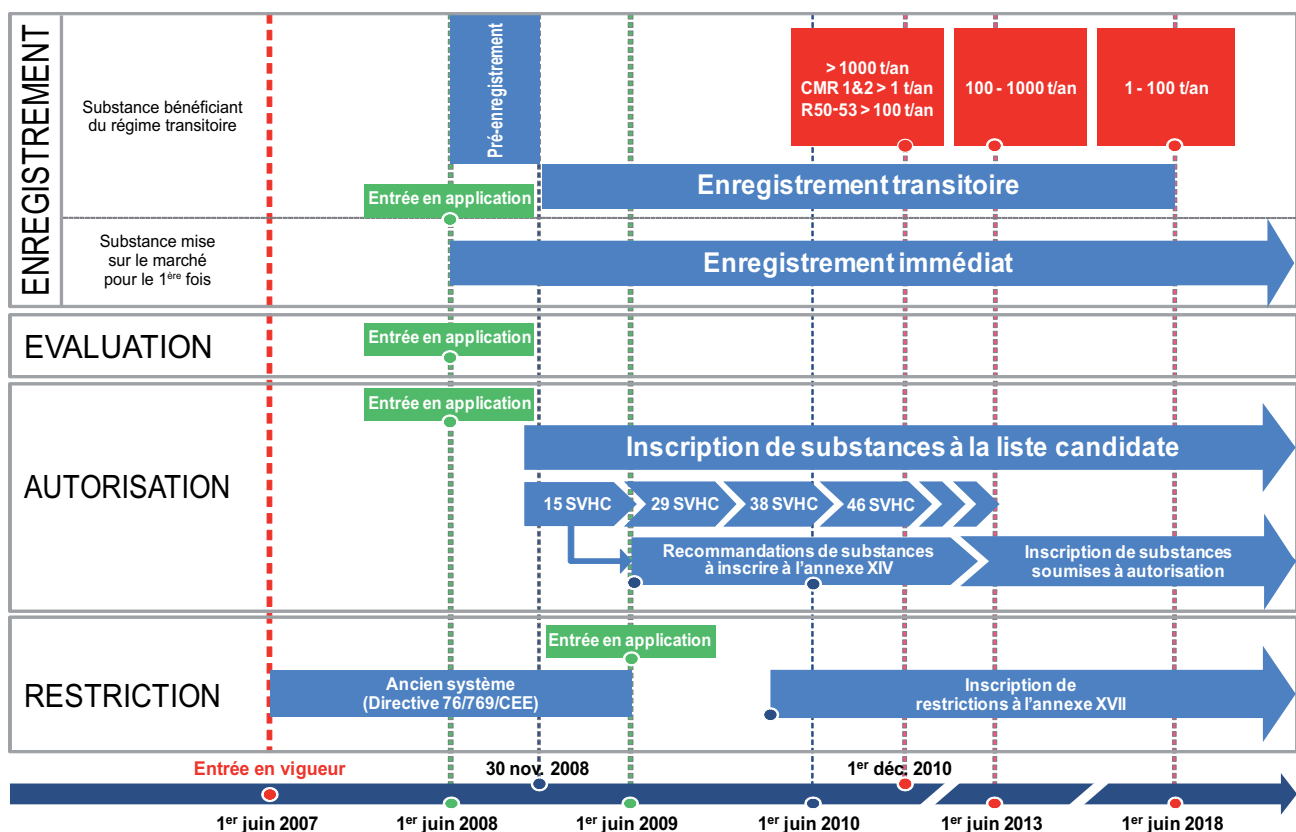 ENREGISTREMENT
Substance bénéficiant
du régime transitoire
Pré-enregistrement
> 1000 t/an
CMR 1&2 > 1 t/an
R50-53 > 100 t/an
100 - 1000 t/an
1 - 100 t/an
Enregistrement transitoire
Entrée en application
Substance mise
sur le marché
pour le 1ère fois
Enregistrement immédiat
EVALUATION
Entrée en application
AUTORISATION
Entrée en application
Inscription de substances à la liste candidate
15 SVHC
29 SVHC
38 SVHC
46 SVHC
Recommandations de substances
à inscrire à l'annexe XIV
Inscription de substances
soumises à autorisation
RESTRICTION
Entrée en application
Ancien système
(Directive 76/769/CEE)
Inscription de
restrictions à l'annexe XVII
Entrée en vigueur
30 nov. 2008
1er déc. 2010
1er juin 2007
1er juin 2008
1er juin 2009
1er juin 2010
1er juin 2013
1er juin 2018